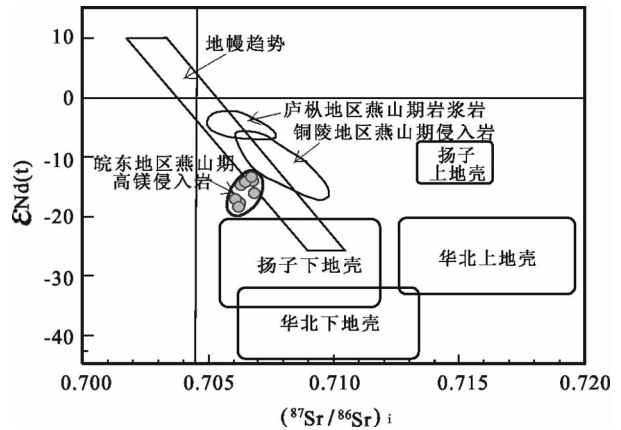 10
0
-10
-20
-30
-40
εNd(t)
地幔趋势
庐枞地区燕山期岩浆岩
铜陵地区燕山期侵入岩
皖东地区燕山期
高镁侵入岩
扬子
上地壳
扬子下地壳
华北上地壳
华北下地壳
0.700
0.705
0.710
0.715
0.720
(⁸⁷Sr/⁸⁶Sr)ᵢ